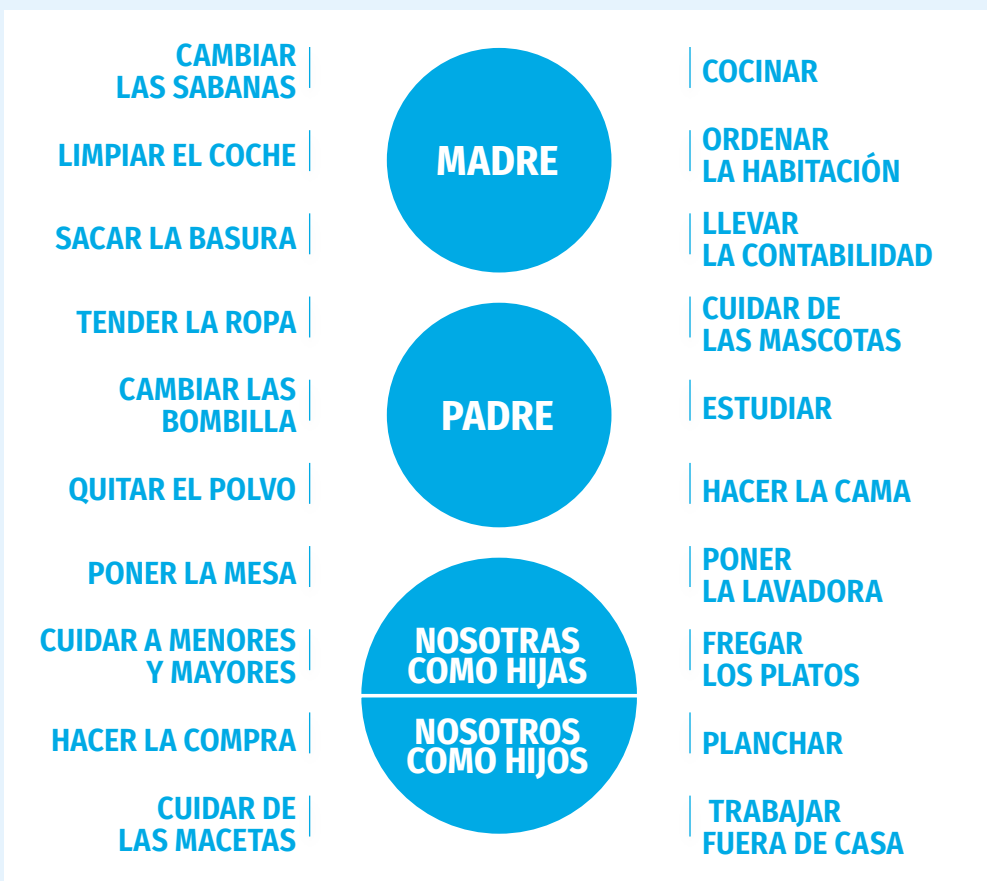 CAMBIAR
LAS SABANAS
LIMPIAR EL COCHE
SACAR LA BASURA
TENDER LA ROPA
CAMBIAR LAS
BOMBILLA
QUITAR EL POLVO
PONER LA MESA
CUIDAR A MENORES
Y MAYORES
HACER LA COMPRA
CUIDAR DE
LAS MACETAS
MADRE
PADRE
NOSOTRAS
COMO HIJAS
NOSOTROS
COMO HIJOS
COCINAR
ORDENAR
LA HABITACIÓN
LLEVAR
LA CONTABILIDAD
CUIDAR DE
LAS MASCOTAS
ESTUDIAR
HACER LA CAMA
PONER
LA LAVADORA
FREGAR
LOS PLATOS
PLANCHAR
TRABAJAR
FUERA DE CASA